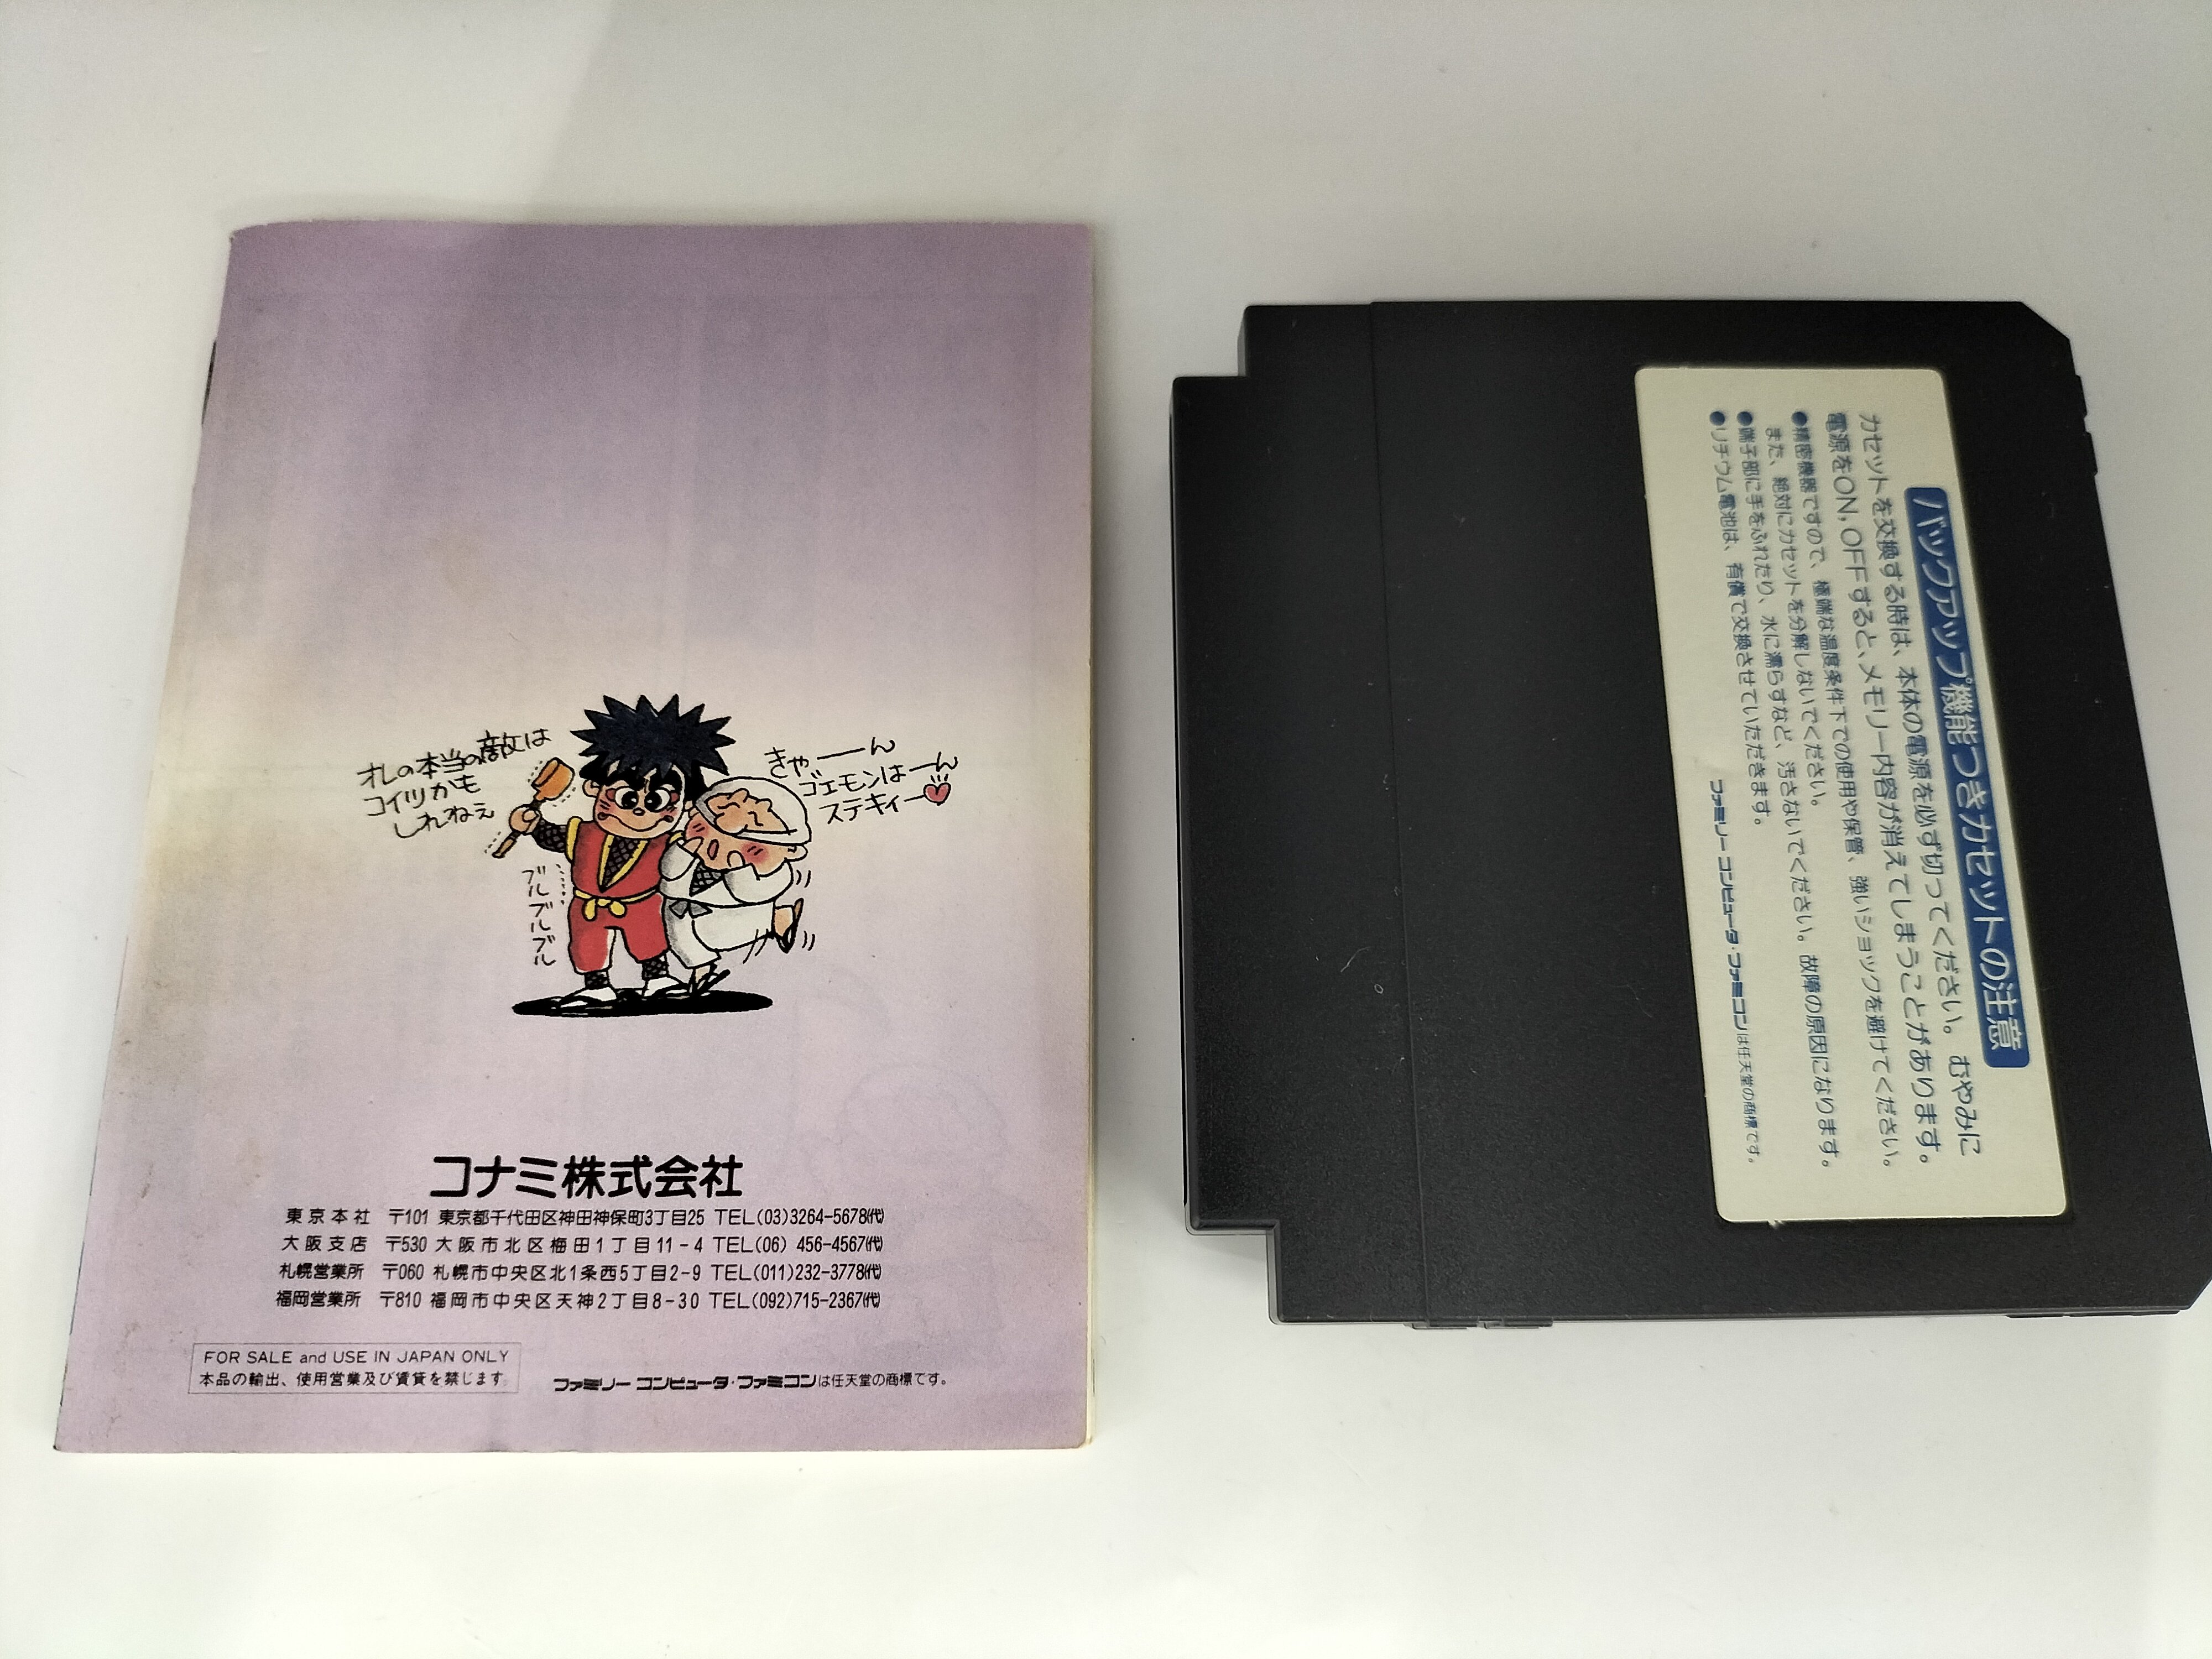 オレの本当の敵は
コイツかも
しれねぇ
きゃーーん
ゴエモンはーん
ステキィー
ブルブルブル
コナミ株式会社
東京本社 〒101 東京都千代田区神田神保町3丁目25 TEL(03)3264-5678㈹
大阪支店 〒530 大阪市北区梅田1丁目11-4 TEL(06) 456-4567㈹
札幌営業所 〒060 札幌市中央区北1条西5丁目2-9 TEL(011)232-3778㈹
福岡営業所 〒810 福岡市中央区天神2丁目8-30 TEL(092)715-2367㈹
FOR SALE and USE IN JAPAN ONLY
本品の輸出、使用営業及び賃貸を禁じます。
ファミリーコンピュータ・ファミコンは任天堂の商標です。
バックアップ機能つきカセットの注意
カセットを交換する時は、本体の電源を必ず切ってください。むやみに
電源をON,OFFすると、メモリー内容が消えてしまうことがあります。
●精密機器ですので、極端な温度条件下での使用や保管、強いショックを避けてください。
また、絶対にカセットを分解しないでください。
●端子部に手をふれたり、水に濡らすなど、汚さないでください。故障の原因になります。
●リチウム電池は、有償で交換させていただきます。
ファミリーコンピュータ・ファミコンは任天堂の商標です。